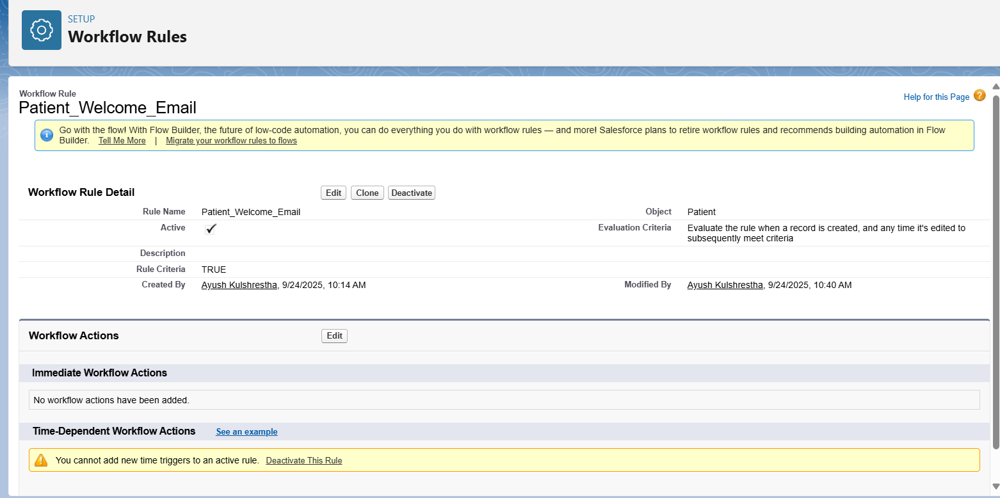 SETUP
Workflow Rules
Workflow Rule
Patient_Welcome_Email
Help for this Page ?
Go with the flow! With Flow Builder, the future of low-code automation, you can do everything you do with workflow rules — and more! Salesforce plans to retire workflow rules and recommends building automation in Flow
Builder. Tell Me More | Migrate your workflow rules to flows
Workflow Rule Detail Edit Clone Deactivate
Rule Name Patient_Welcome_Email Object Patient
Active Evaluation Criteria Evaluate the rule when a record is created, and any time it's edited to
subsequently meet criteria
Description
Rule Criteria TRUE
Created By Ayush Kulshrestha, 9/24/2025, 10:14 AM Modified By Ayush Kulshrestha, 9/24/2025, 10:40 AM
Workflow Actions Edit
Immediate Workflow Actions
No workflow actions have been added.
Time-Dependent Workflow Actions See an example
You cannot add new time triggers to an active rule. Deactivate This Rule